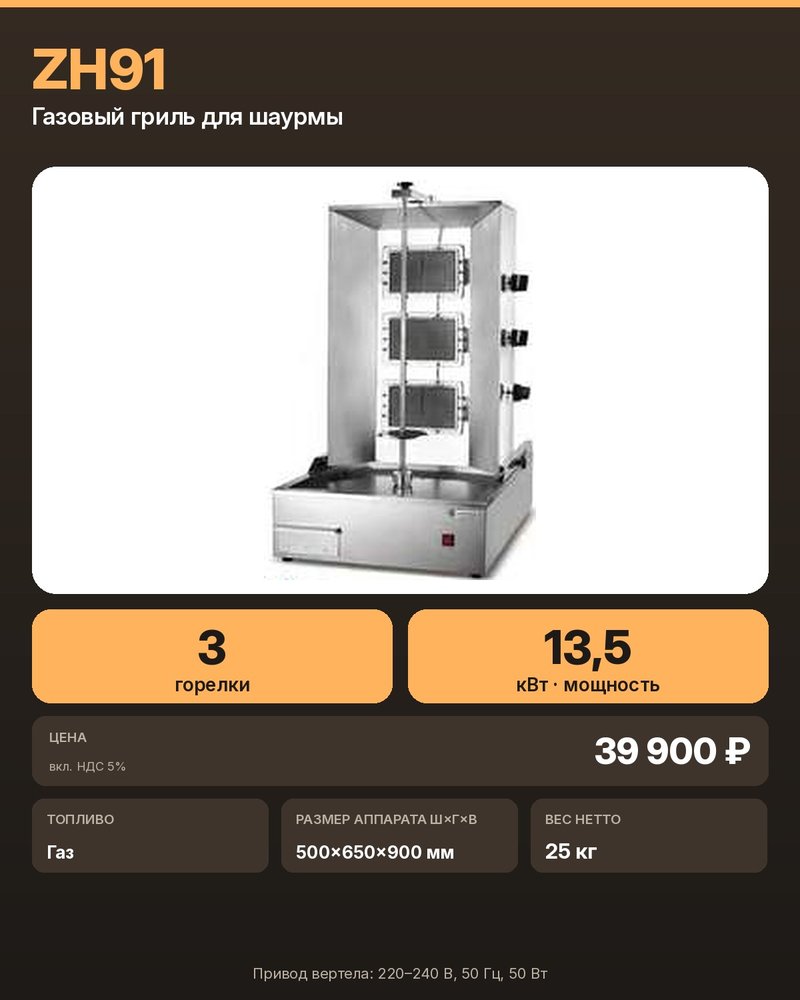 ZH91
Газовый гриль для шаурмы
3
горелки
13,5
кВт · мощность
ЦЕНА
вкл. НДС 5%
39 900 ₽
ТОПЛИВО
Газ
РАЗМЕР АППАРАТА Ш×Г×В
500×650×900 мм
ВЕС НЕТТО
25 кг
Привод вертела: 220–240 В, 50 Гц, 50 Вт